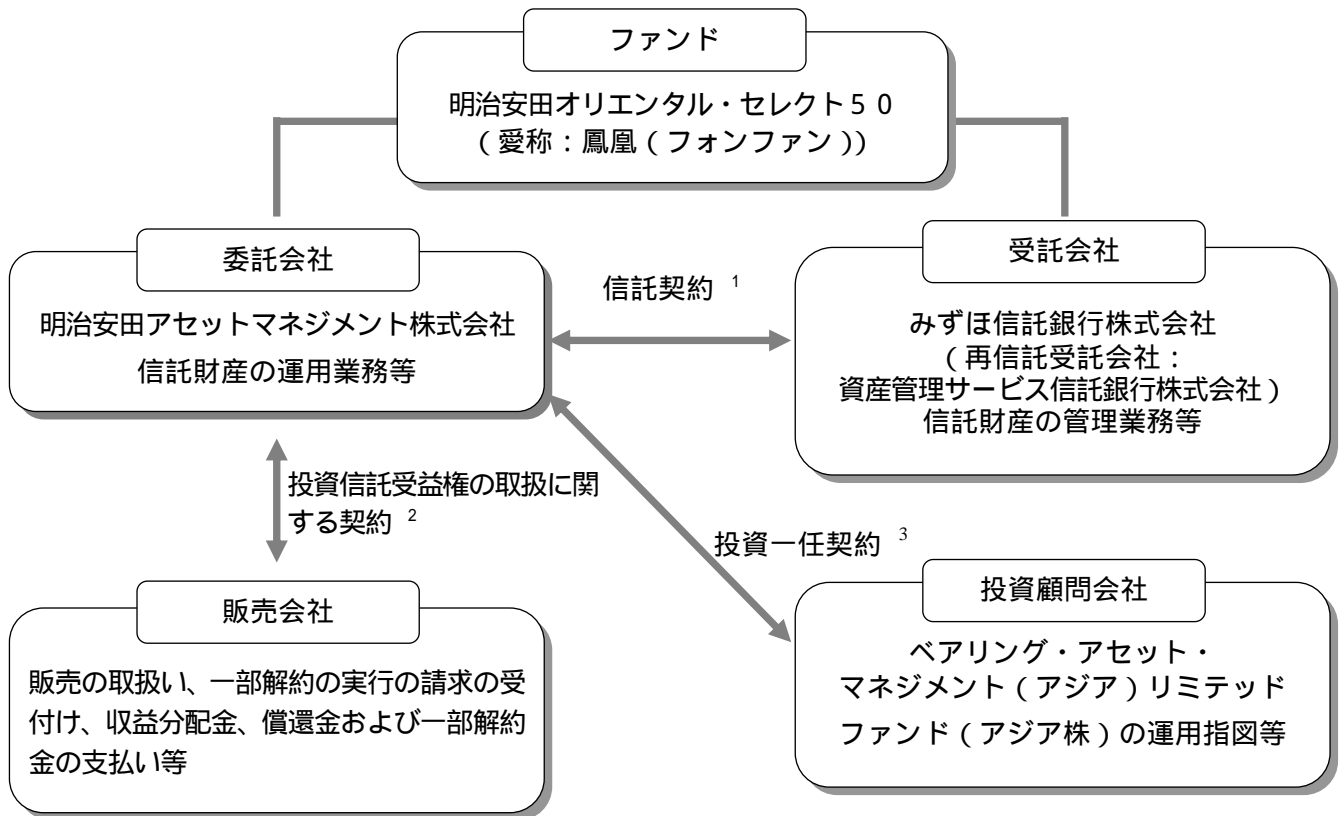 ファンド
明治安田オリエンタル・セレクト５０
（愛称：鳳凰（フォンファン））
委託会社
明治安田アセットマネジメント株式会社
信託財産の運用業務等
信託契約 1
受託会社
みずほ信託銀行株式会社
（再信託受託会社：
資産管理サービス信託銀行株式会社）
信託財産の管理業務等
投資信託受益権の取扱に関
する契約 2
投資一任契約 3
販売会社
販売の取扱い、一部解約の実行の請求の受
付け、収益分配金、償還金および一部解約
金の支払い等
投資顧問会社
ベアリング・アセット・
マネジメント（アジア）リミテッド
ファンド（アジア株）の運用指図等